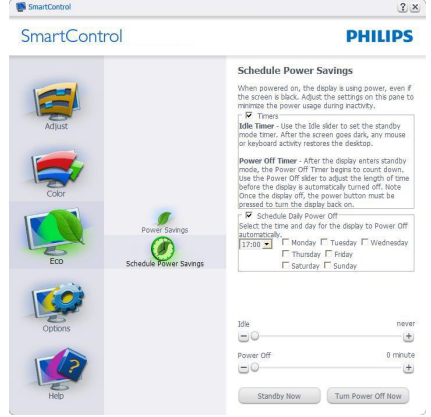 SmartControl
SmartControl
PHILIPS
Adjust
Color
Eco
Options
Help
Power Savings
Schedule Power Savings
Schedule Power Savings
When powered on, the display is using power, even if
the screen is black. Adjust the settings on this pane to
minimize the power usage during inactivity.
Timers
Idle Timer - Use the Idle slider to set the standby
mode timer. After the screen goes dark, any mouse
or keyboard activity restores the desktop.
Power Off Timer - After the display enters standby
mode, the Power Off Timer begins to count down.
Use the Power Off slider to adjust the length of time
before the display is automatically turned off. Note
Once the display off, the power button must be
pressed to turn the display back on.
Schedule Daily Power Off
Select the time and day for the display to Power Off
automatically.
17:00 Monday Tuesday Wednesday
Thursday Friday
Saturday Sunday
Idle never
Power Off 0 minute
Standby Now Turn Power Off Now